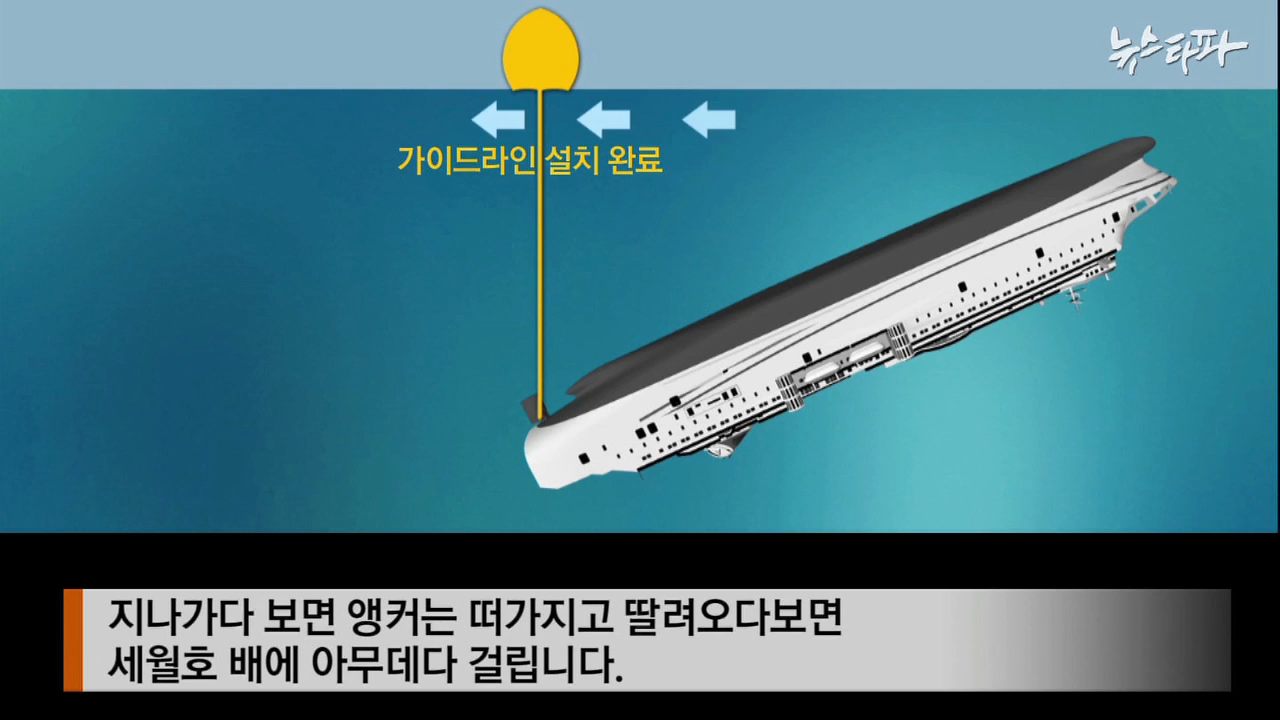 뉴스타파
가이드라인 설치 완료
지나가다 보면 앵커는 떠가지고 딸려오다보면
세월호 배에 아무데다 걸립니다.